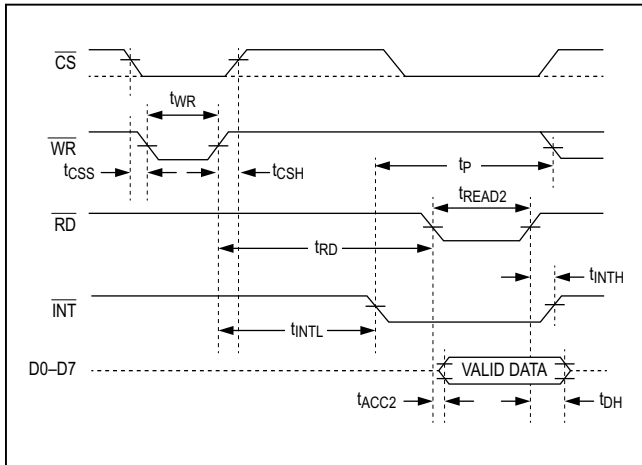 CS
tWR
WR
tCSS
tCSH
tP
tREAD2
RD
tRD
tINTH
INT
tINTL
D0–D7
VALID DATA
tACC2
tDH